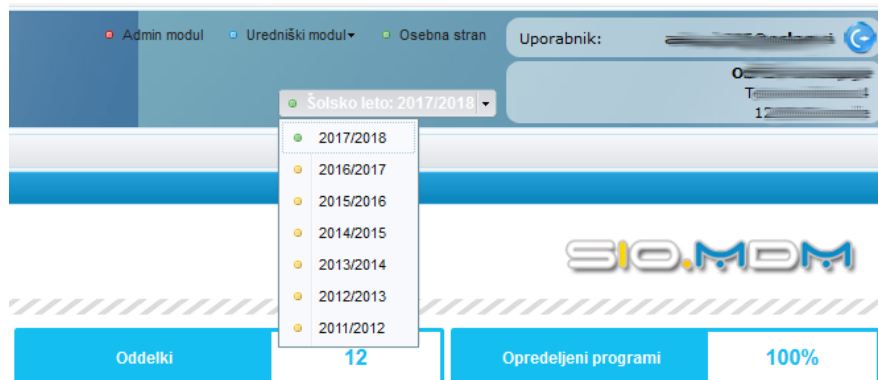 Admin modul Uredniški modul Osebna stran Uporabnik:
Šolsko leto: 2017/2018
2017/2018
2016/2017
2015/2016
2014/2015
2013/2014
2012/2013
2011/2012
SIO.MDM
Oddelki 12 Opredeljeni programi 100%